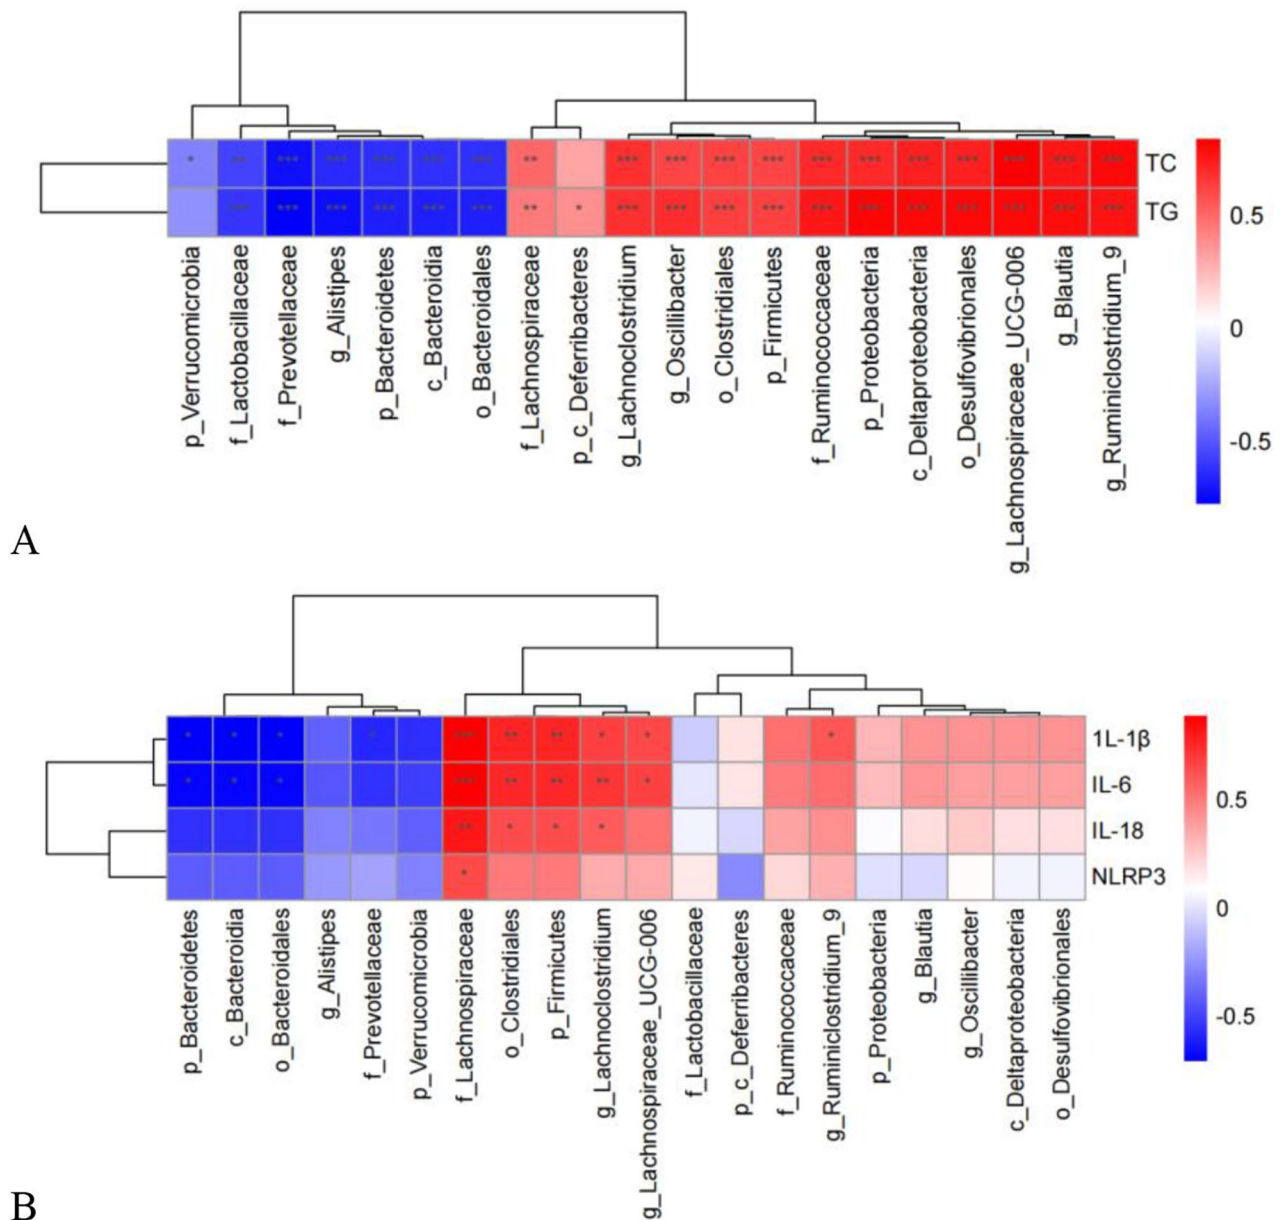 TC
TG
p_Verrucomicrobia
f_Lactobacillaceae
f_Prevotellaceae
g_Alistipes
p_Bacteroidetes
c_Bacteroidia
o_Bacteroidales
f_Lachnospiraceae
p_c_Deferribacteres
g_Lachnoclostridium
g_Oscillibacter
o_Clostridiales
p_Firmicutes
f_Ruminococcaceae
p_Proteobacteria
c_Deltaproteobacteria
o_Desulfovibrionales
g_Lachnospiraceae_UCG-006
g_Blautia
g_Ruminiclostridium_9
0.5
0
-0.5
A
1L-1β
IL-6
IL-18
NLRP3
p_Bacteroidetes
c_Bacteroidia
o_Bacteroidales
g_Alistipes
f_Prevotellaceae
p_Verrucomicrobia
f_Lachnospiraceae
o_Clostridiales
p_Firmicutes
g_Lachnoclostridium
g_Lachnospiraceae_UCG-006
f_Lactobacillaceae
p_c_Deferribacteres
f_Ruminococcaceae
g_Ruminiclostridium_9
p_Proteobacteria
g_Blautia
g_Oscillibacter
c_Deltaproteobacteria
o_Desulfovibrionales
0.5
0
-0.5
B